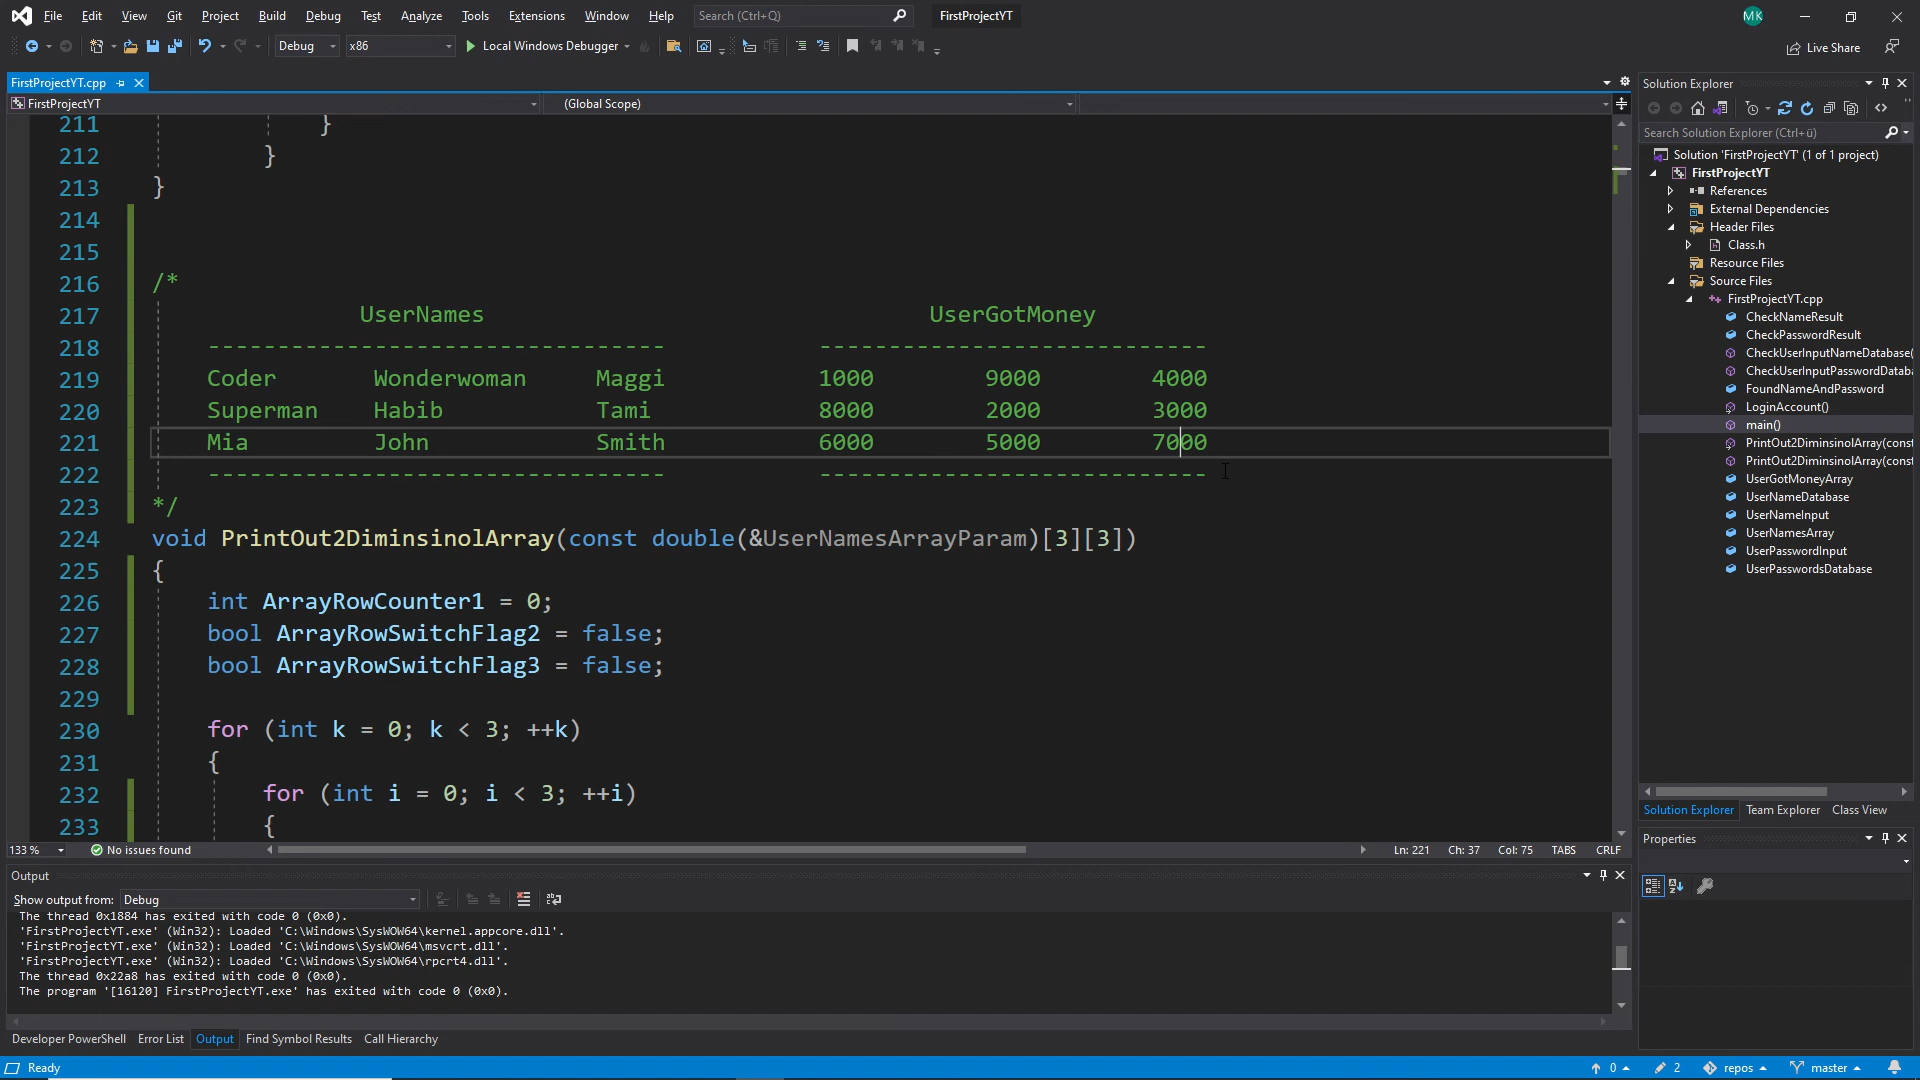 File Edit View Git Project Build Debug Test Analyze Tools Extensions Window Help Search (Ctrl+Q) FirstProjectYT MK
Debug x86 Local Windows Debugger Live Share
FirstProjectYT.cpp
FirstProjectYT (Global Scope)
211 }
212 }
213 }
214
215
216 /*
217 UserNames UserGotMoney
218 --------------------------------- ----------------------------
219 Coder Wonderwoman Maggi 1000 9000 4000
220 Superman Habib Tami 8000 2000 3000
221 Mia John Smith 6000 5000 7000
222 --------------------------------- ----------------------------
223 */
224 void PrintOut2DiminsinolArray(const double(&UserNamesArrayParam)[3][3])
225 {
226 int ArrayRowCounter1 = 0;
227 bool ArrayRowSwitchFlag2 = false;
228 bool ArrayRowSwitchFlag3 = false;
229
230 for (int k = 0; k < 3; ++k)
231 {
232 for (int i = 0; i < 3; ++i)
233 {
133 % No issues found Ln: 221 Ch: 37 Col: 75 TABS CRLF
Output
Show output from: Debug
The thread 0x1884 has exited with code 0 (0x0).
'FirstProjectYT.exe' (Win32): Loaded 'C:\Windows\SysWOW64\kernel.appcore.dll'.
'FirstProjectYT.exe' (Win32): Loaded 'C:\Windows\SysWOW64\msvcrt.dll'.
'FirstProjectYT.exe' (Win32): Loaded 'C:\Windows\SysWOW64\rpcrt4.dll'.
The thread 0x22a8 has exited with code 0 (0x0).
The program '[16120] FirstProjectYT.exe' has exited with code 0 (0x0).
Developer PowerShell Error List Output Find Symbol Results Call Hierarchy
Solution Explorer
Search Solution Explorer (Ctrl+ü)
Solution 'FirstProjectYT' (1 of 1 project)
FirstProjectYT
References
External Dependencies
Header Files
Class.h
Resource Files
Source Files
FirstProjectYT.cpp
CheckNameResult
CheckPasswordResult
CheckUserInputNameDatabase(
CheckUserInputPasswordDataba
FoundNameAndPassword
LoginAccount()
main()
PrintOut2DiminsinolArray(const
PrintOut2DiminsinolArray(const
UserGotMoneyArray
UserNameDatabase
UserNameInput
UserNamesArray
UserPasswordInput
UserPasswordsDatabase
Solution Explorer Team Explorer Class View
Properties
Ready 0 2 repos master